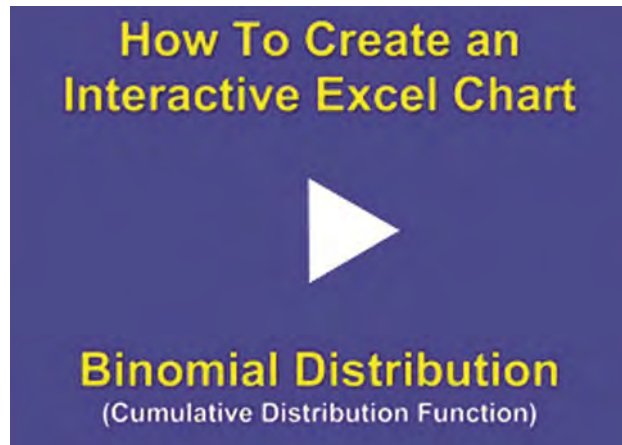 How To Create an
Interactive Excel Chart
Binomial Distribution
(Cumulative Distribution Function)